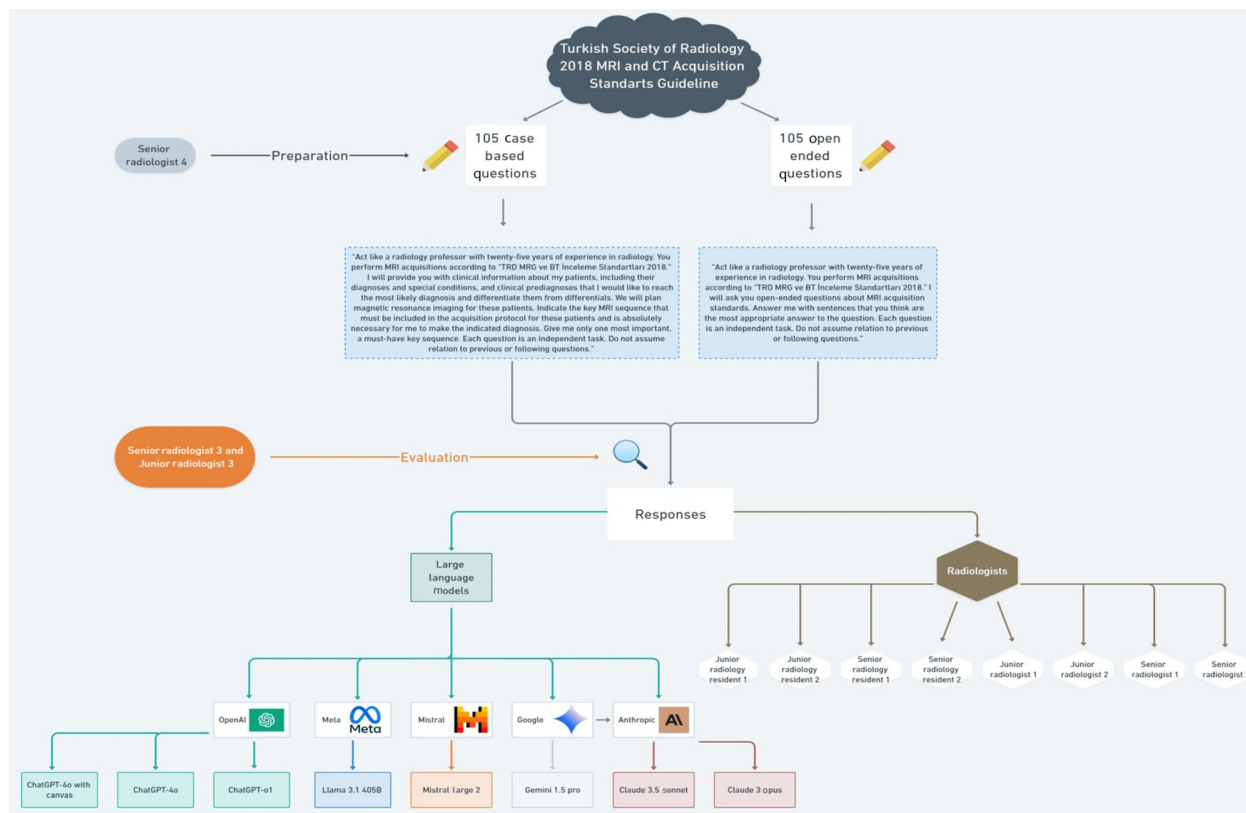 Turkish Society of Radiology
2018 MRI and CT Acquisition
Standarts Guideline
Senior
radiologist 4
Preparation
105 case
based
questions
105 open
ended
questions
"Act like a radiology professor with twenty-five years of experience in radiology. You
perform MRI acquisitions according to "TRD MRG ve BT İnceleme Standartları 2018."
I will provide you with clinical information about my patients, including their
diagnoses and special conditions, and clinical prediagnoses that I would like to reach
the most likely diagnosis and differentiate them from differentials. We will plan
magnetic resonance imaging for these patients. Indicate the key MRI sequence that
must be included in the acquisition protocol for these patients and is absolutely
necessary for me to make the indicated diagnosis. Give me only one most important,
a must-have key sequence. Each question is an independent task. Do not assume
relation to previous or following questions."
"Act like a radiology professor with twenty-five years of
experience in radiology. You perform MRI acquisitions
according to "TRD MRG ve BT İnceleme Standartları 2018." I
will ask you open-ended questions about MRI acquisition
standards. Answer me with sentences that you think are
the most appropriate answer to the question. Each question
is an independent task. Do not assume relation to previous
or following questions."
Senior radiologist 3 and
Junior radiologist 3
Evaluation
Responses
Large
language
models
Radiologists
Junior
radiology
resident 1
Junior
radiology
resident 2
Senior
radiology
resident 1
Senior
radiology
resident 2
Junior
radiologist 1
Junior
radiologist 2
Senior
radiologist 1
Senior
radiologist
OpenAI
Meta
Meta
Mistral
Google
Anthropic
AI
ChatGPT-4o with
canvas
ChatGPT-4o
ChatGPT-o1
Llama 3.1 405B
Mistral large 2
Gemini 1.5 pro
Claude 3.5 sonnet
Claude 3 opus